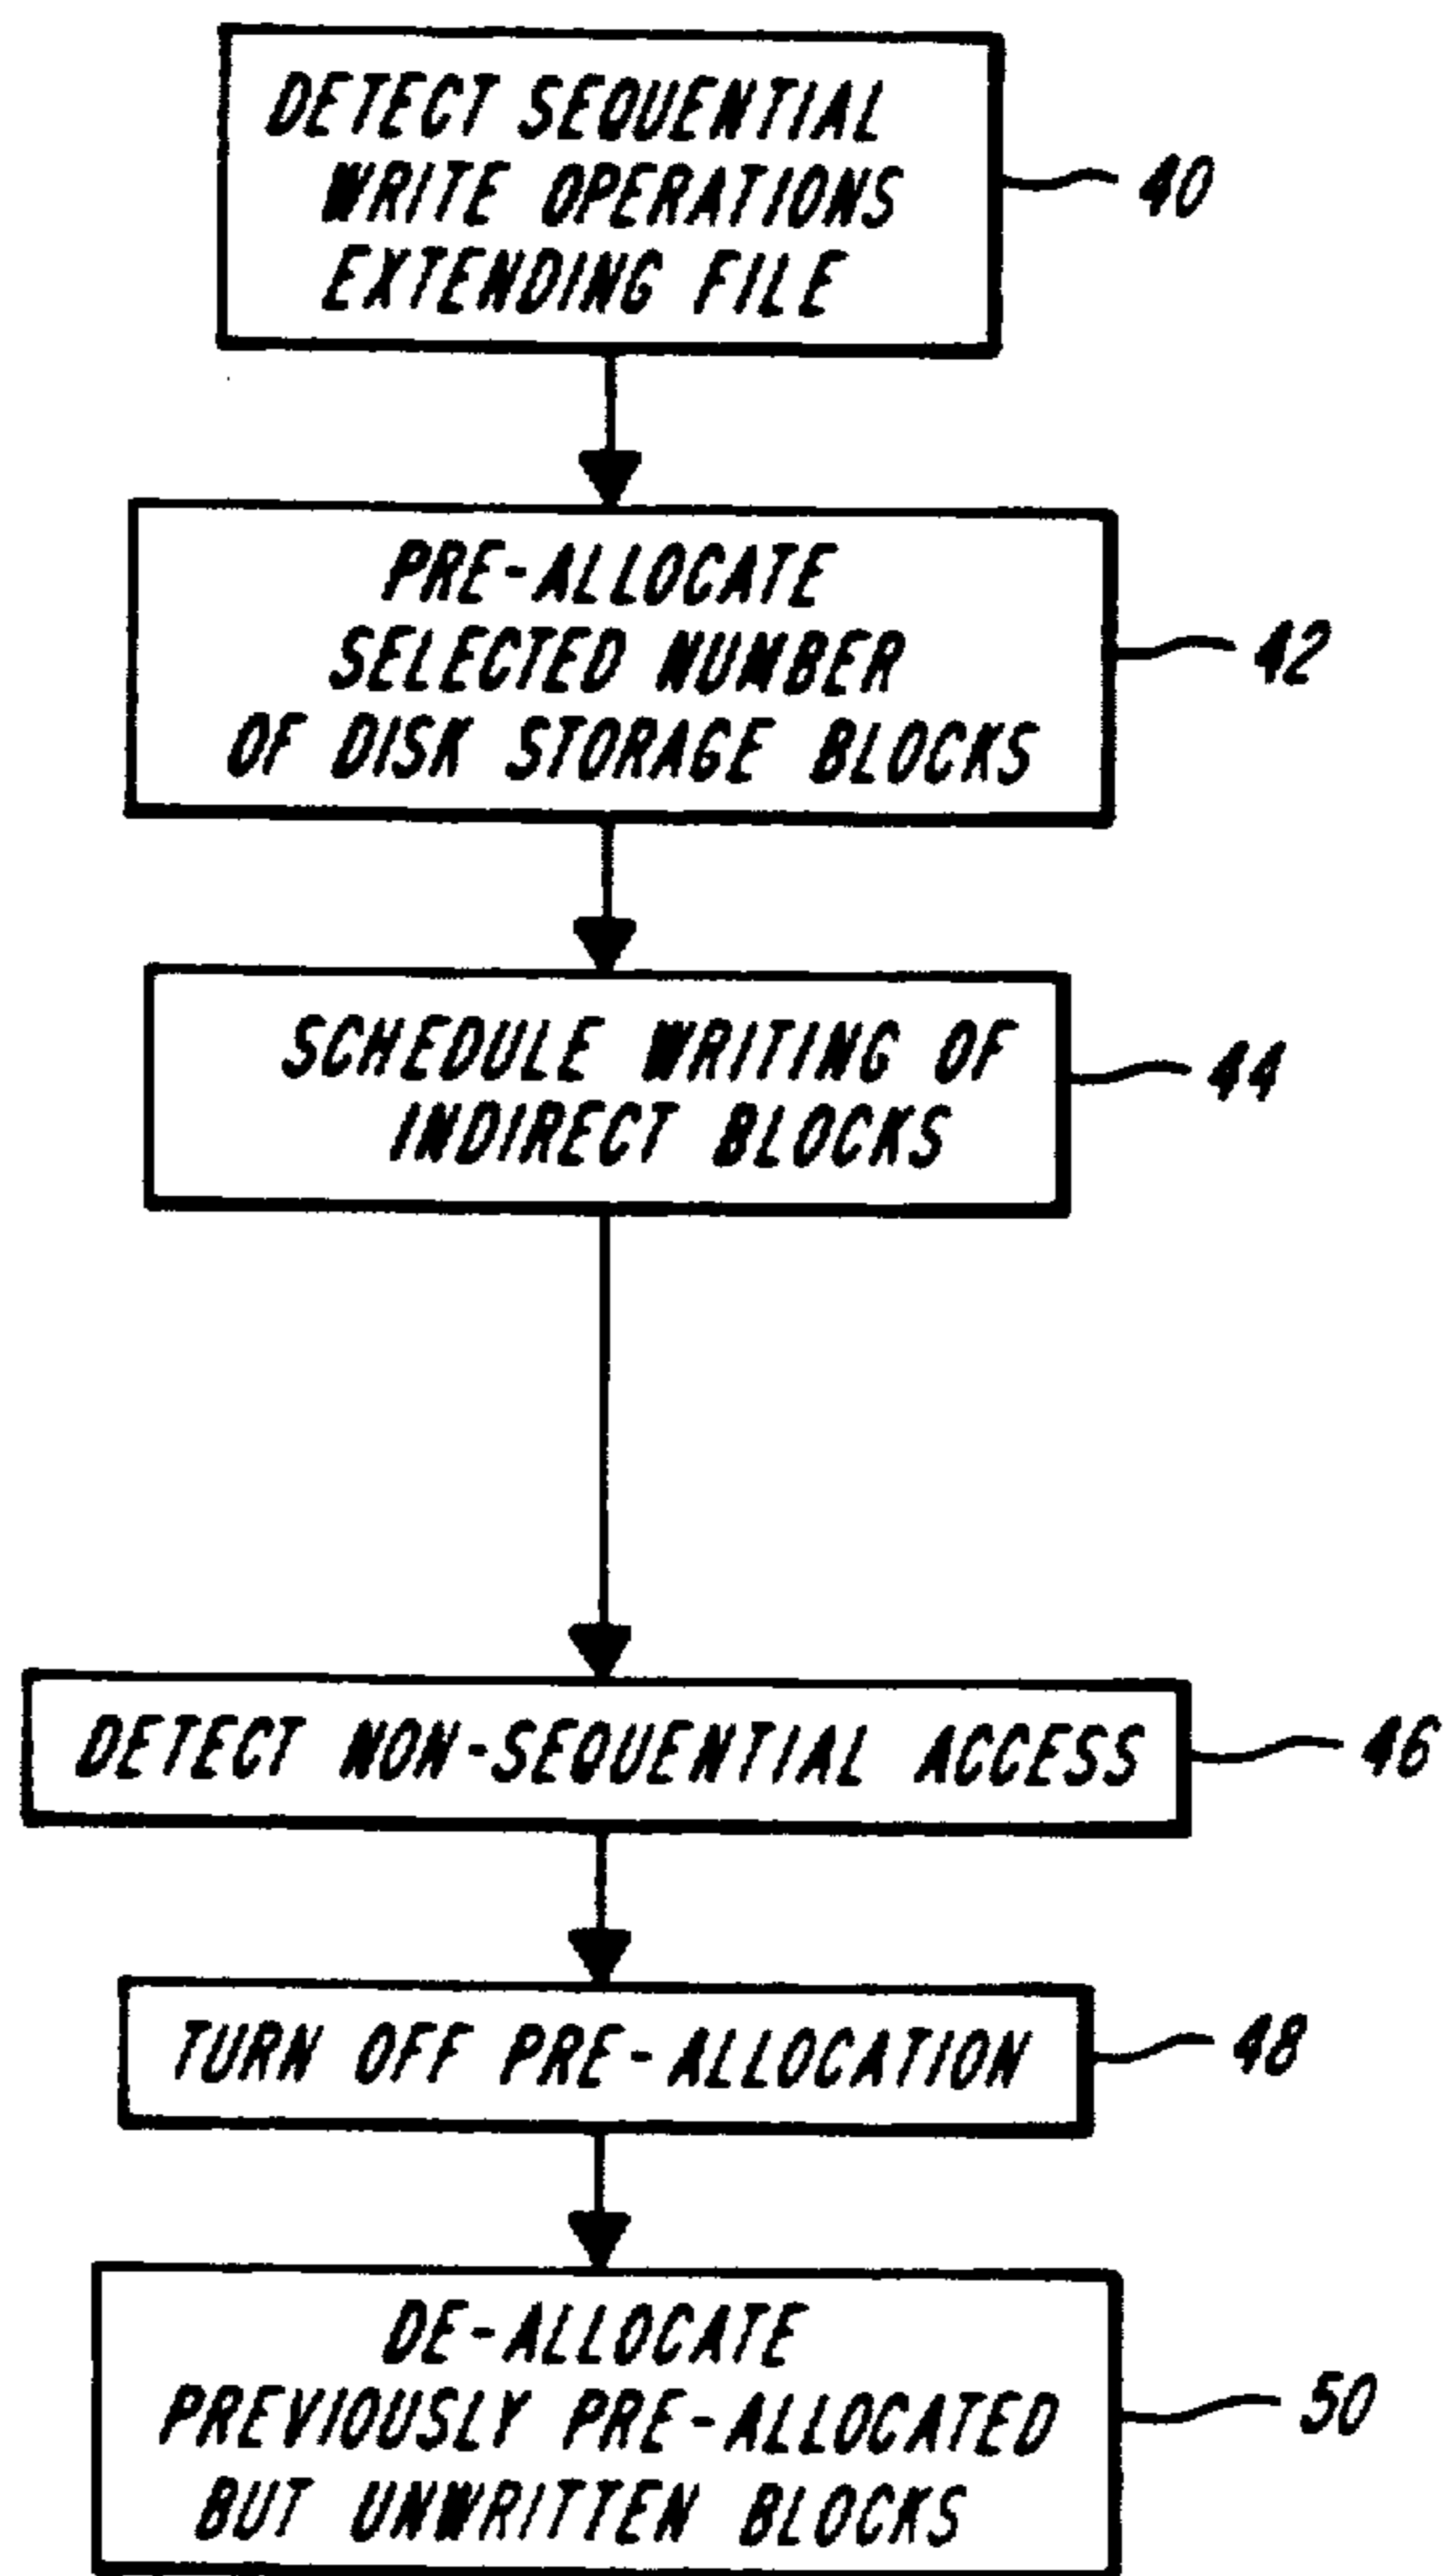 DETECT SEQUENTIAL
WRITE OPERATIONS
EXTENDING FILE
40
PRE-ALLOCATE
SELECTED NUMBER
OF DISK STORAGE BLOCKS
42
SCHEDULE WRITING OF
INDIRECT BLOCKS
44
DETECT NON-SEQUENTIAL ACCESS
46
TURN OFF PRE-ALLOCATION
48
DE-ALLOCATE
PREVIOUSLY PRE-ALLOCATED
BUT UNWRITTEN BLOCKS
50